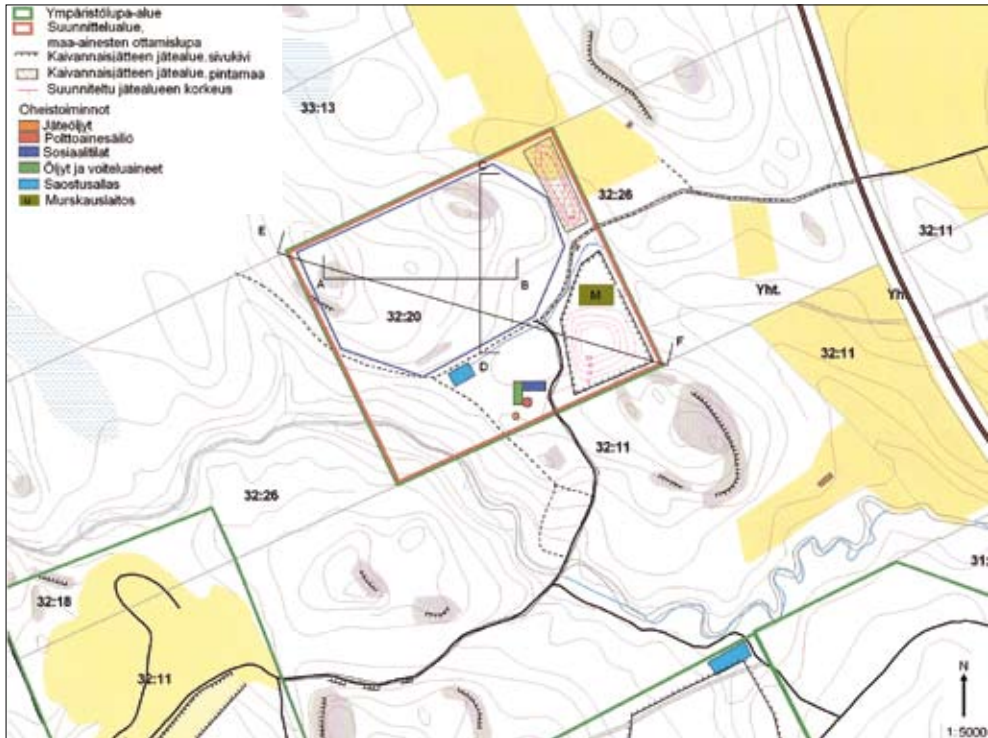 Ympäristölupa-alue
Suunnittelualue,
maa-ainesten ottamislupa
Kaivannaisjätteen jätealue, sivukivi
Kaivannaisjätteen jätealue, pintamaa
Suunniteltu jätealueen korkeus
Oheistoiminnot
Jäteöljyt
Polttoainesäiliö
Sosiaalitilat
Öljyt ja voiteluaineet
Saostusallas
M Murskauslaitos
33:13
C
32:26
32:11
E
A
B
32:20
M
Yht.
Yht.
D
F
32:11
32:11
32:26
31:
32:18
32:11
N
1:5000